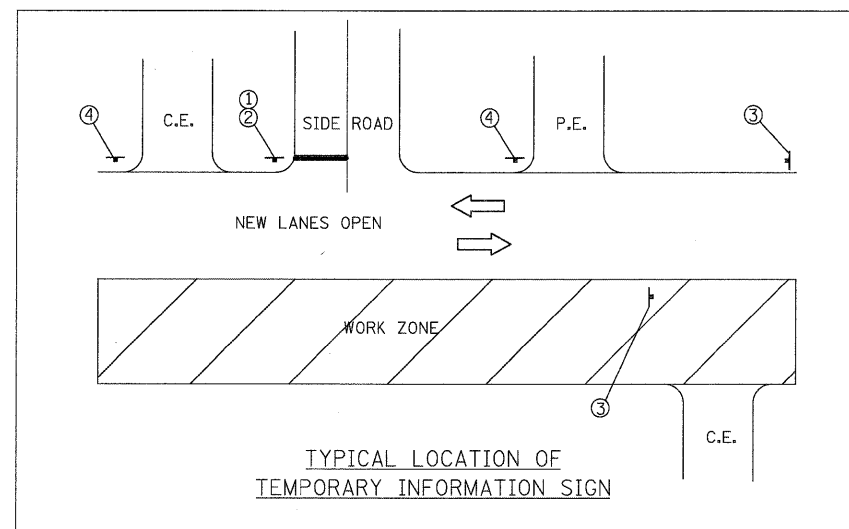 ①
④ C.E. ② SIDE ROAD ④ P.E. ③
NEW LANES OPEN
WORK ZONE
③
C.E.
TYPICAL LOCATION OF
TEMPORARY INFORMATION SIGN